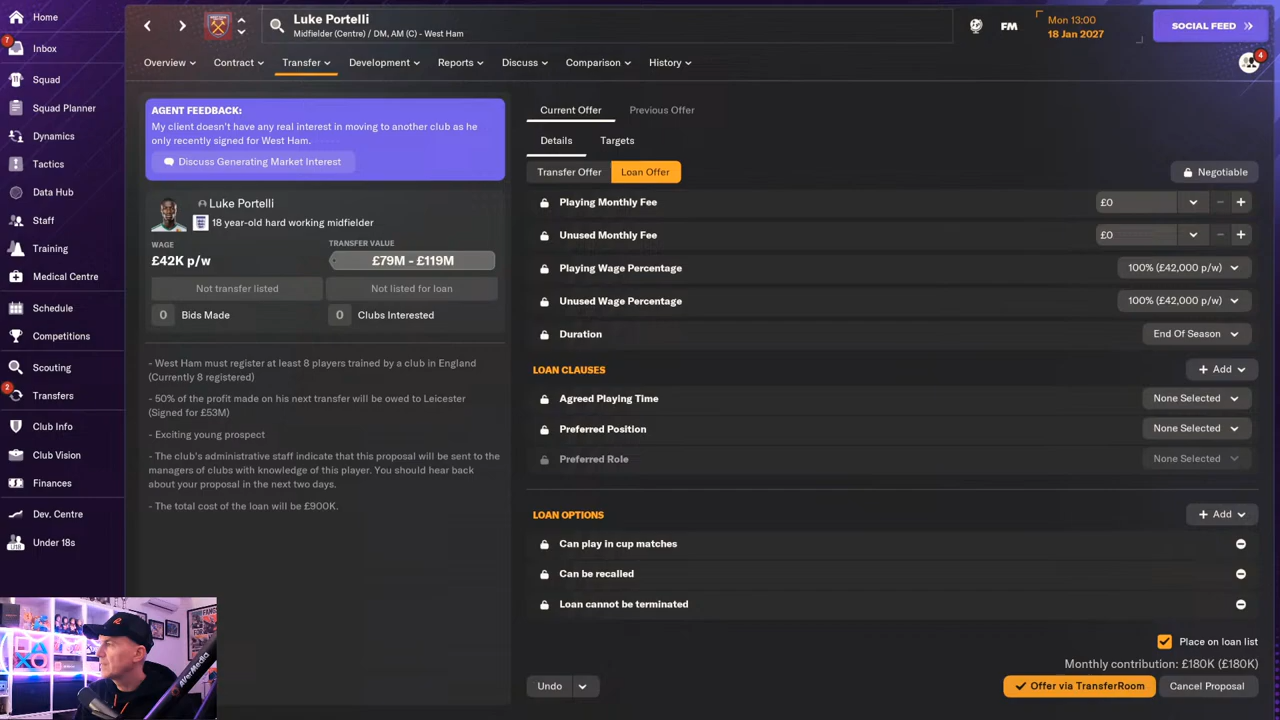 Home
7
Inbox
Squad
Squad Planner
Dynamics
Tactics
Data Hub
Staff
Training
Medical Centre
Schedule
Competitions
Scouting
2
Transfers
Club Info
Club Vision
Finances
Dev. Centre
Under 18s
Luke Portelli
Midfielder (Centre) / DM, AM (C) - West Ham
FM
Mon 13:00
18 Jan 2027
SOCIAL FEED
Overview
Contract
Transfer
Development
Reports
Discuss
Comparison
History
4
AGENT FEEDBACK:
My client doesn't have any real interest in moving to another club as he
only recently signed for West Ham.
Discuss Generating Market Interest
Luke Portelli
18 year-old hard working midfielder
WAGE
£42K p/w
TRANSFER VALUE
£79M - £119M
Not transfer listed
Not listed for loan
0 Bids Made
0 Clubs Interested
- West Ham must register at least 8 players trained by a club in England
(Currently 8 registered)
- 50% of the profit made on his next transfer will be owed to Leicester
(Signed for £53M)
- Exciting young prospect
- The club's administrative staff indicate that this proposal will be sent to the
managers of clubs with knowledge of this player. You should hear back
about your proposal in the next two days.
- The total cost of the loan will be £900K.
Current Offer
Previous Offer
Details
Targets
Transfer Offer
Loan Offer
Negotiable
Playing Monthly Fee
£0
Unused Monthly Fee
£0
Playing Wage Percentage
100% (£42,000 p/w)
Unused Wage Percentage
100% (£42,000 p/w)
Duration
End Of Season
LOAN CLAUSES
+ Add
Agreed Playing Time
None Selected
Preferred Position
None Selected
Preferred Role
None Selected
LOAN OPTIONS
+ Add
Can play in cup matches
Can be recalled
Loan cannot be terminated
Place on loan list
Monthly contribution: £180K (£180K)
Undo
Offer via TransferRoom
Cancel Proposal
AVerMedia